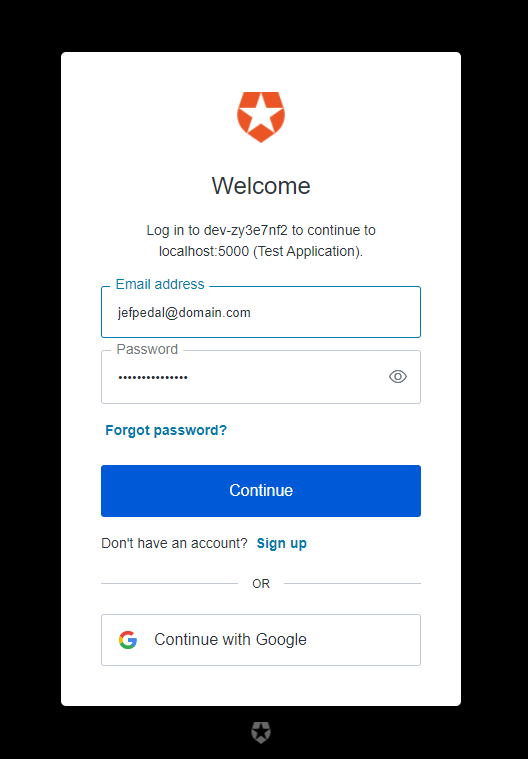 Welcome
Log in to dev-zy3e7nf2 to continue to
localhost:5000 (Test Application).
Email address
jefpedal@domain.com
Password
•••••••••••••••
Forgot password?
Continue
Don't have an account? Sign up
OR
Continue with Google